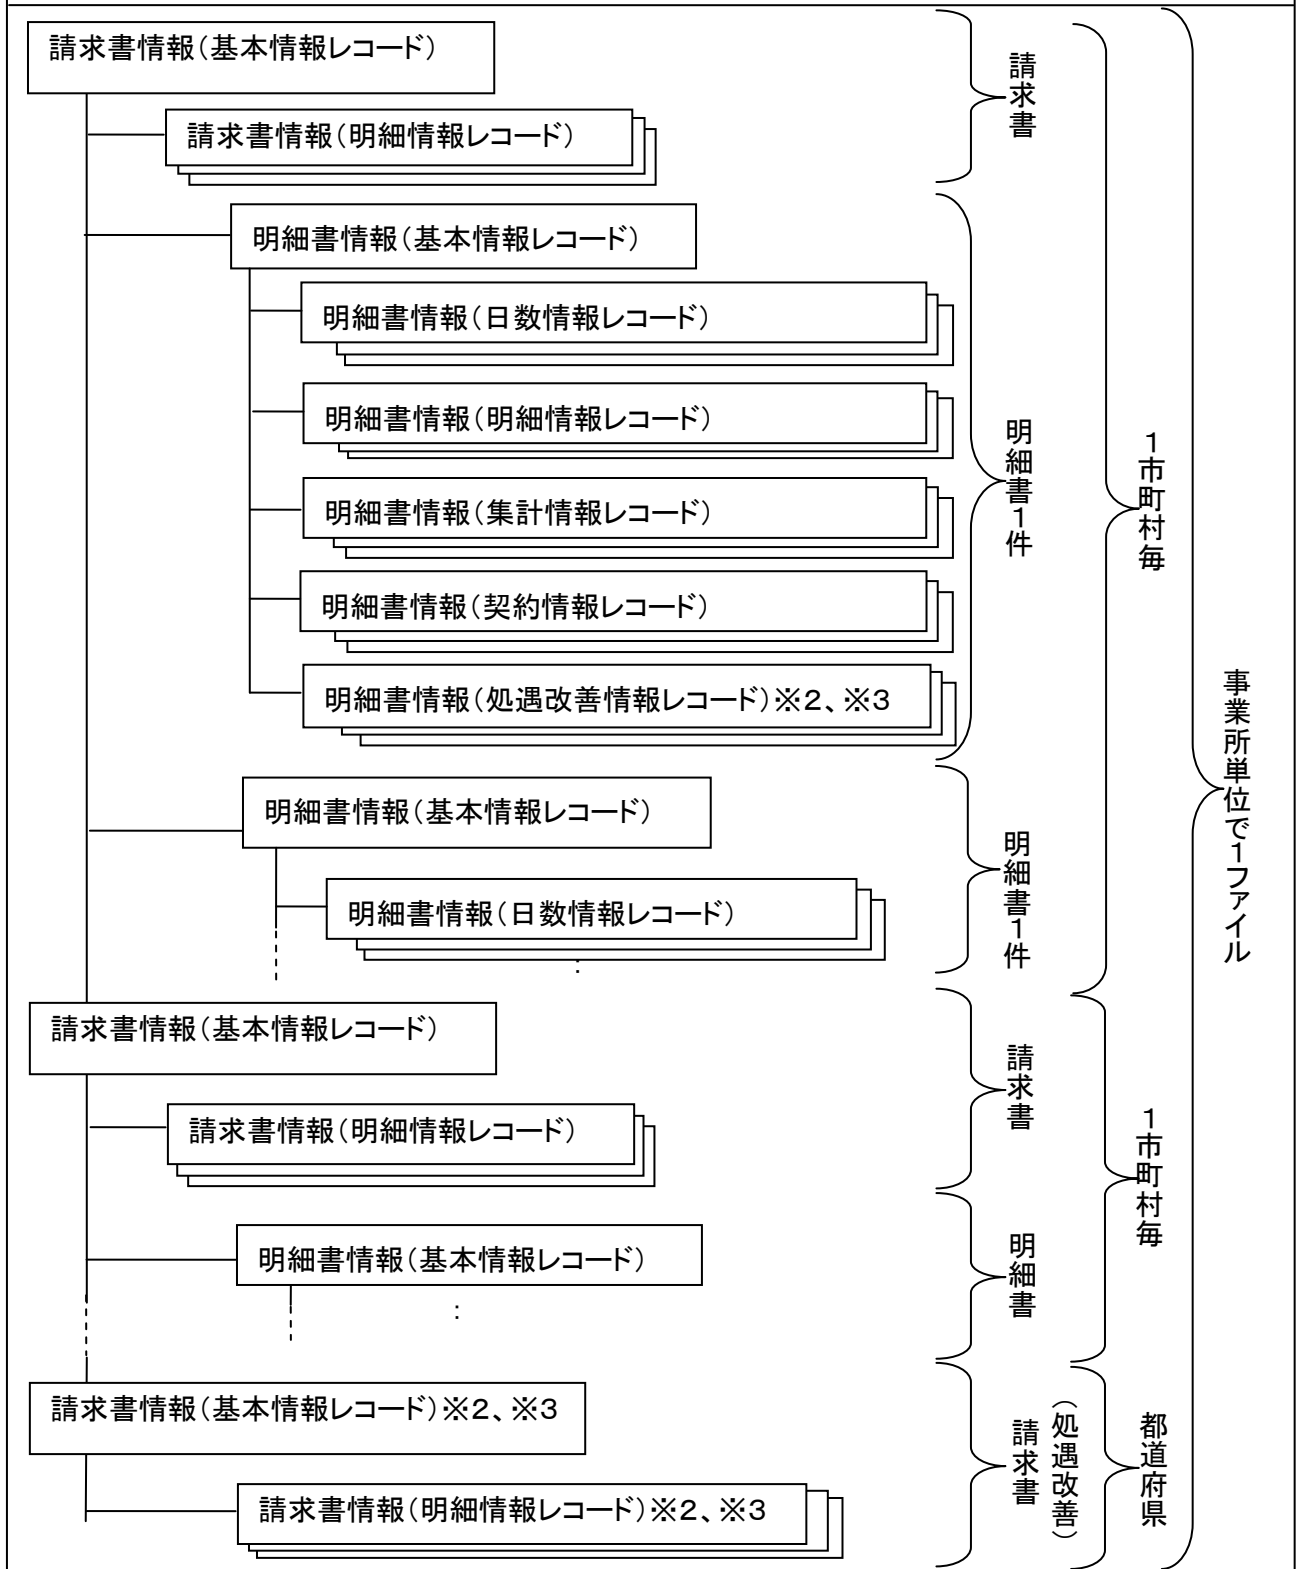 請求書情報（基本情報レコード）
請求書情報（明細情報レコード）
請求書
明細書情報（基本情報レコード）
明細書情報（日数情報レコード）
明細書情報（明細情報レコード）
明細書情報（集計情報レコード）
明細書情報（契約情報レコード）
明細書情報（処遇改善情報レコード）※２、※３
明細書１件
明細書情報（基本情報レコード）
明細書情報（日数情報レコード）
：
明細書１件
１市町村毎
請求書情報（基本情報レコード）
請求書情報（明細情報レコード）
請求書
明細書情報（基本情報レコード）
：
明細書
１市町村毎
請求書情報（基本情報レコード）※２、※３
請求書情報（明細情報レコード）※２、※３
請求書
（処遇改善）
都道府県
事業所単位で１ファイル